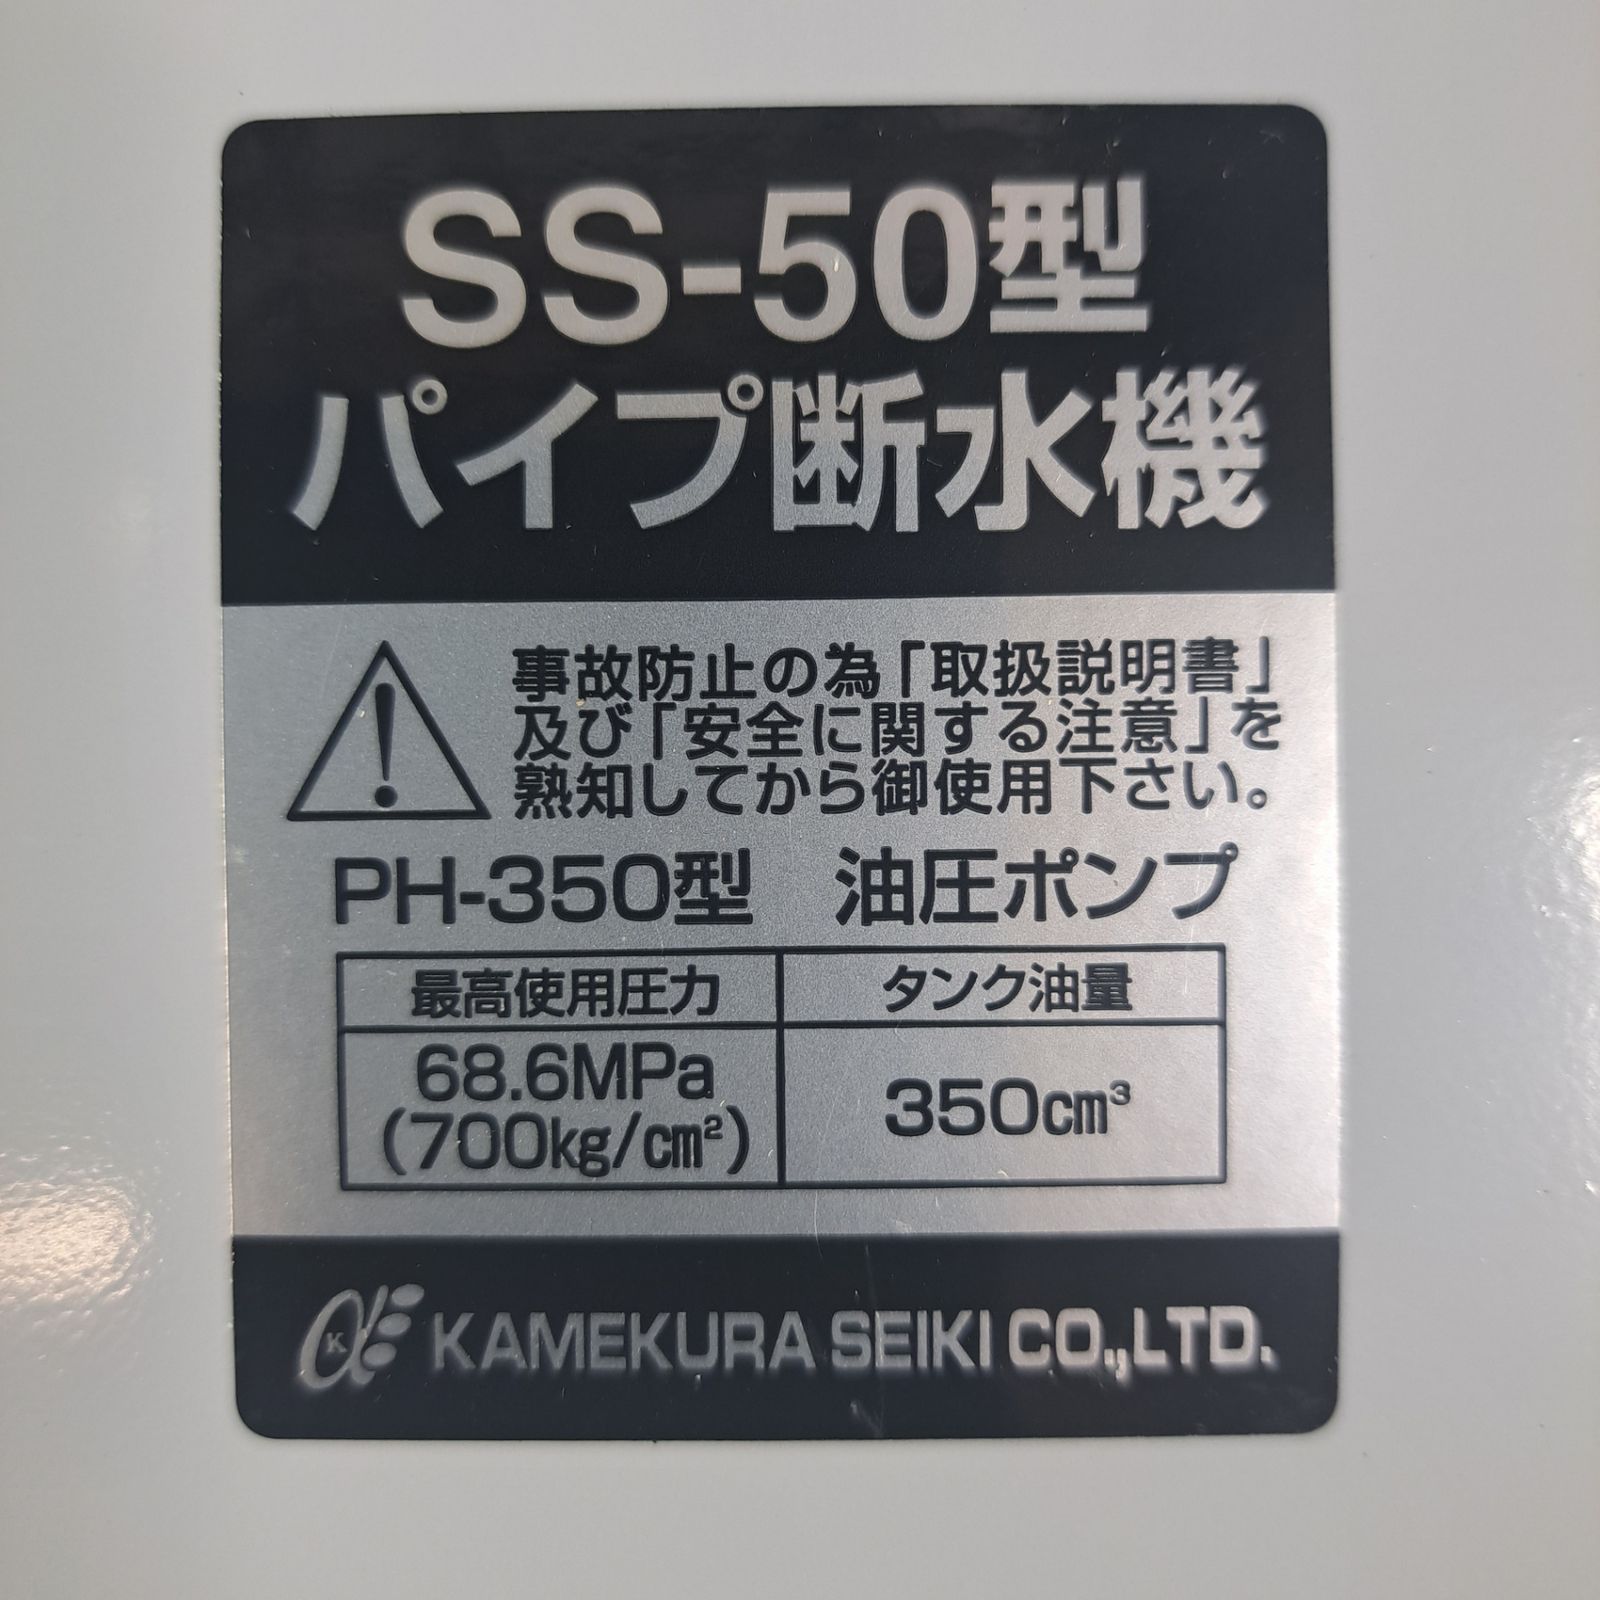 SS-50型
パイプ断水機
事故防止の為「取扱説明書」
及び「安全に関する注意」を
熟知してから御使用下さい。
PH-350型 油圧ポンプ
最高使用圧力 タンク油量
68.6MPa
(700kg/cm²) 350cm³
K KAMEKURA SEIKI CO.,LTD.